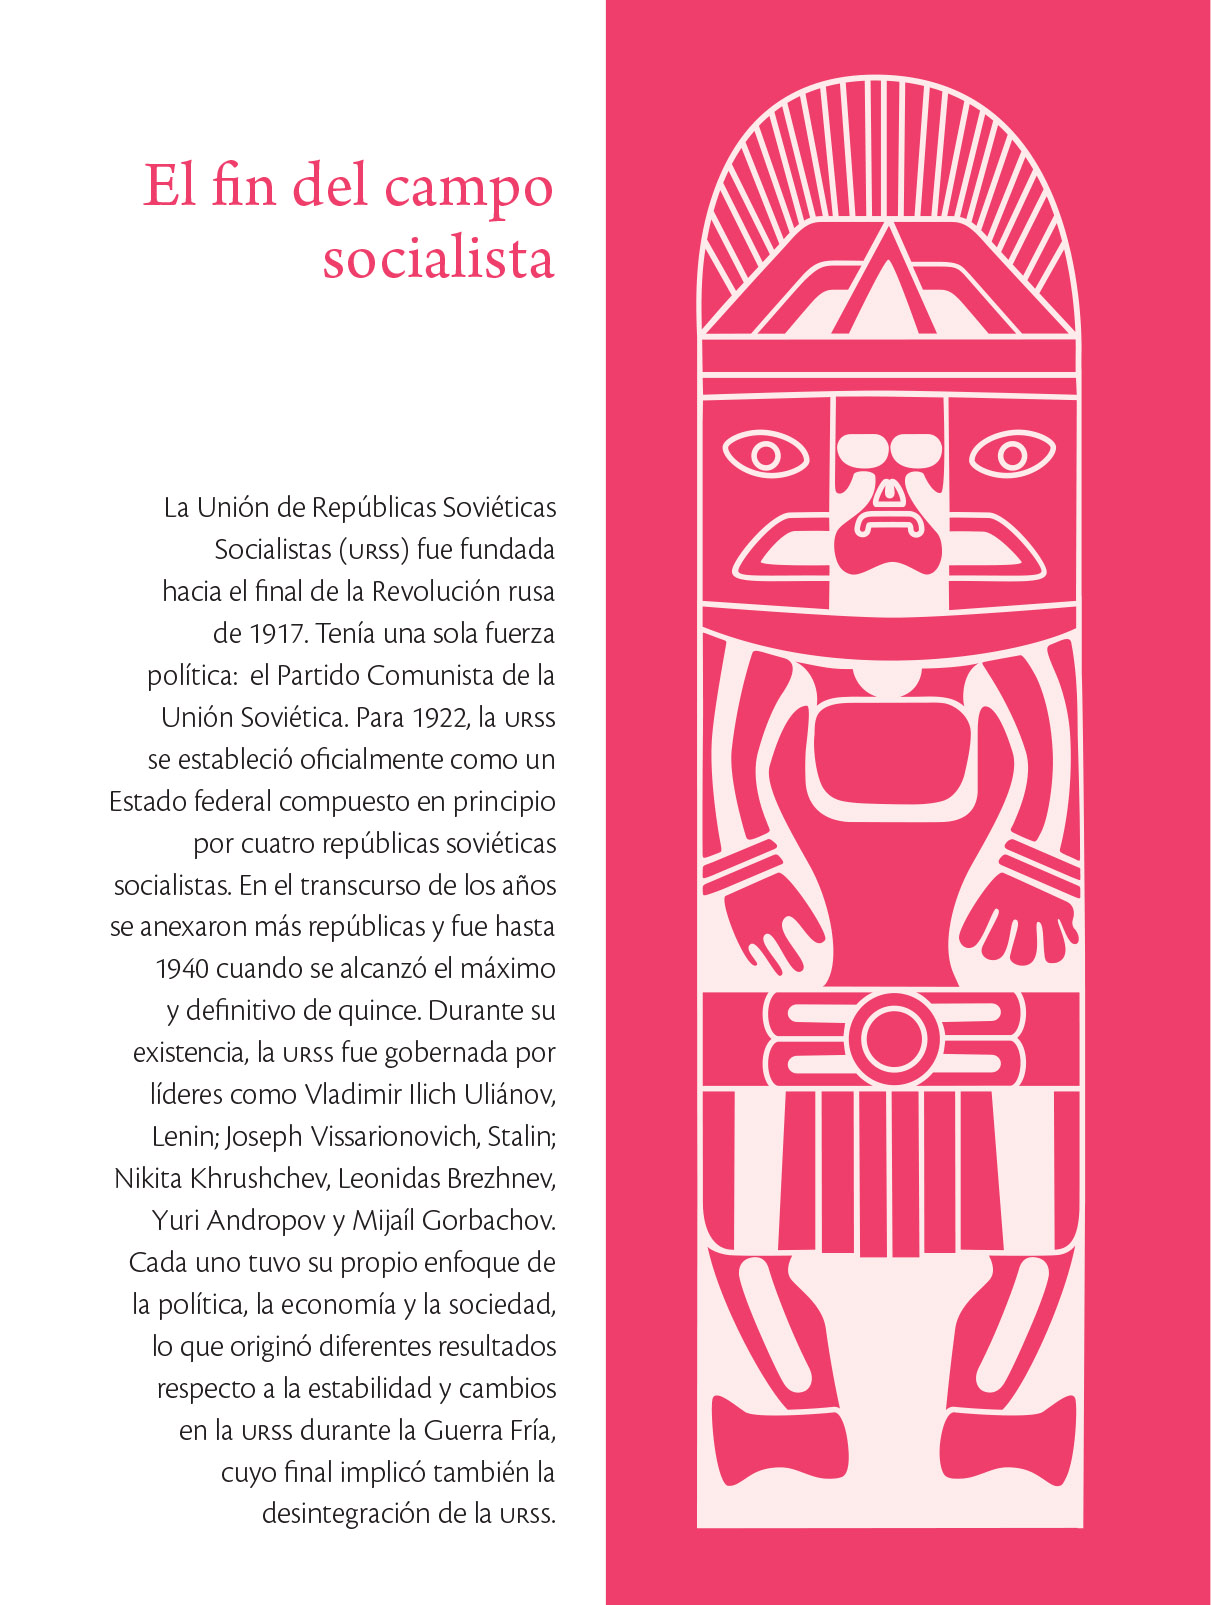 El fin del campo
socialista
La Unión de Repúblicas Soviéticas
Socialistas (URSS) fue fundada
hacia el final de la Revolución rusa
de 1917. Tenía una sola fuerza
política:  el Partido Comunista de la
Unión Soviética. Para 1922, la URSS
se estableció oficialmente como un
Estado federal compuesto en principio
por cuatro repúblicas soviéticas
socialistas. En el transcurso de los años
se anexaron más repúblicas y fue hasta
1940 cuando se alcanzó el máximo
y definitivo de quince. Durante su
existencia, la URSS fue gobernada por
líderes como Vladimir Ilich Uliánov,
Lenin; Joseph Vissarionovich, Stalin;
Nikita Khrushchev, Leonidas Brezhnev,
Yuri Andropov y Mijaíl Gorbachov.
Cada uno tuvo su propio enfoque de
la política, la economía y la sociedad,
lo que originó diferentes resultados
respecto a la estabilidad y cambios
en la URSS durante la Guerra Fría,
cuyo final implicó también la
desintegración de la URSS.